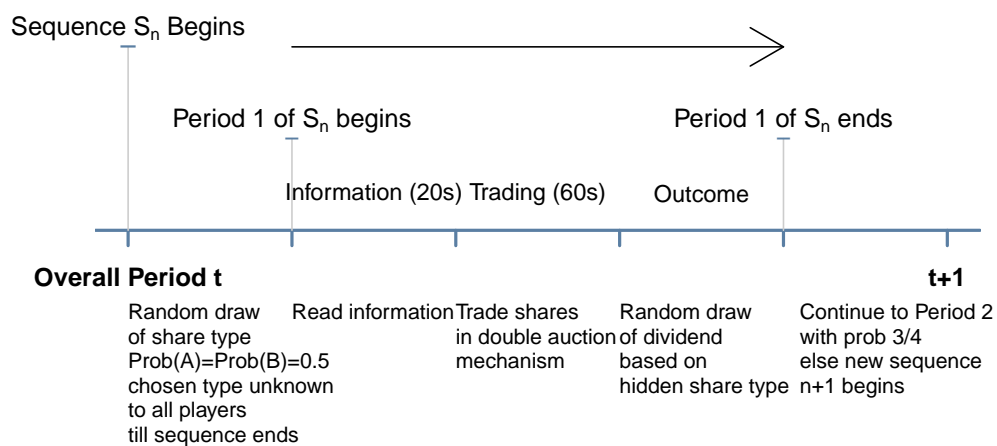 Sequence Sn Begins
Period 1 of Sn begins
Period 1 of Sn ends
Information (20s) Trading (60s)
Outcome
Overall Period t
t+1
Random draw
of share type
Prob(A)=Prob(B)=0.5
chosen type unknown
to all players
till sequence ends
Read information
Trade shares
in double auction
mechanism
Random draw
of dividend
based on
hidden share type
Continue to Period 2
with prob 3/4
else new sequence
n+1 begins